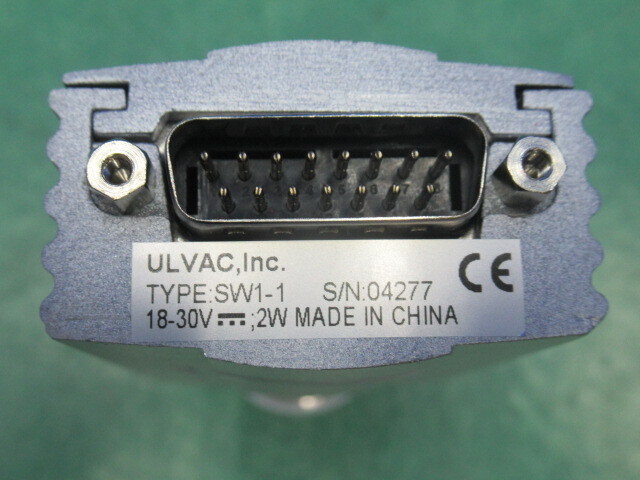 ULVAC,Inc.
TYPE:SW1-1 S/N:04277 CE
18-30V⎓;2W MADE IN CHINA